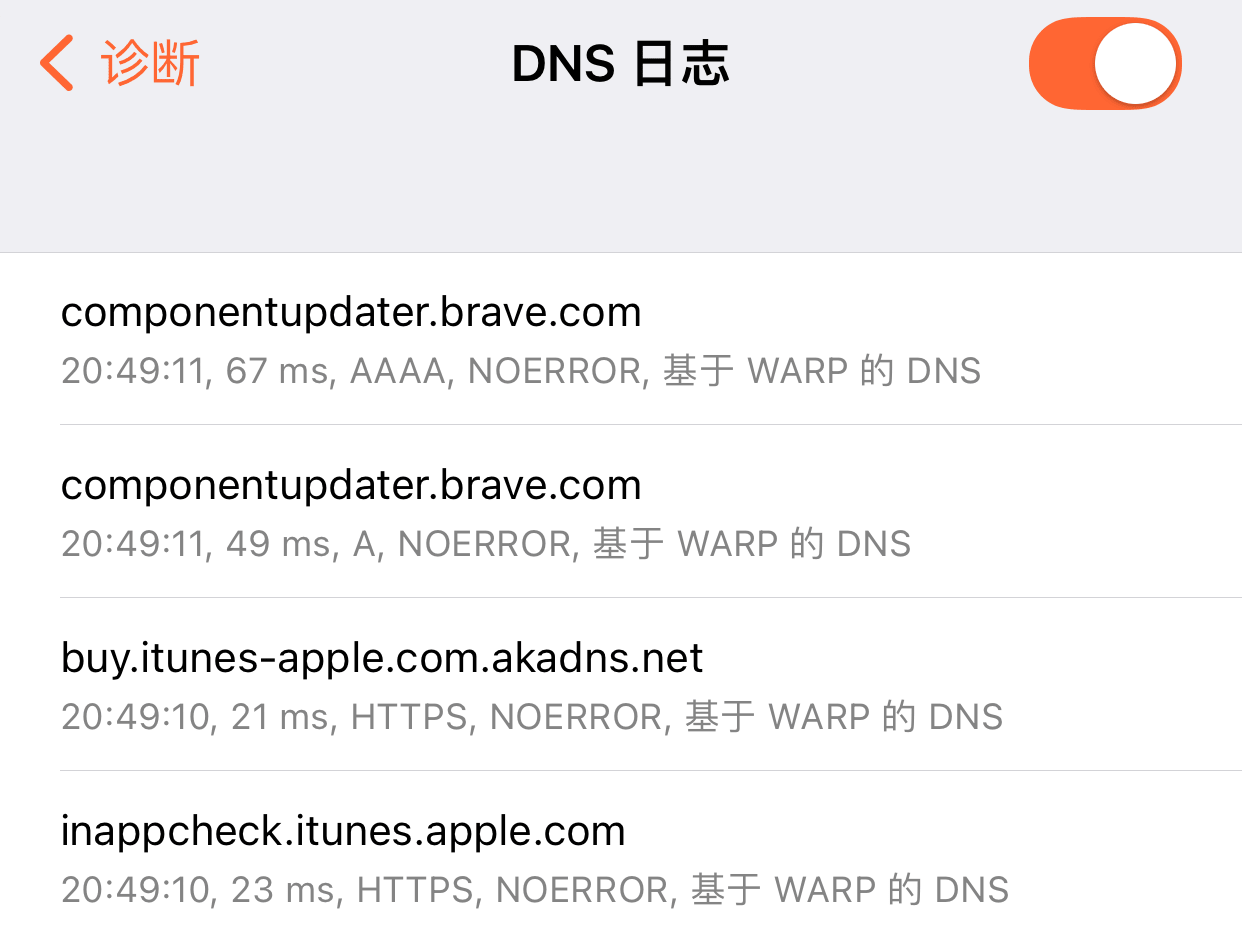 诊断
DNS 日志
componentupdater.brave.com
20:49:11, 67 ms, AAAA, NOERROR, 基于 WARP 的 DNS
componentupdater.brave.com
20:49:11, 49 ms, A, NOERROR, 基于 WARP 的 DNS
buy.itunes-apple.com.akadns.net
20:49:10, 21 ms, HTTPS, NOERROR, 基于 WARP 的 DNS
inappcheck.itunes.apple.com
20:49:10, 23 ms, HTTPS, NOERROR, 基于 WARP 的 DNS